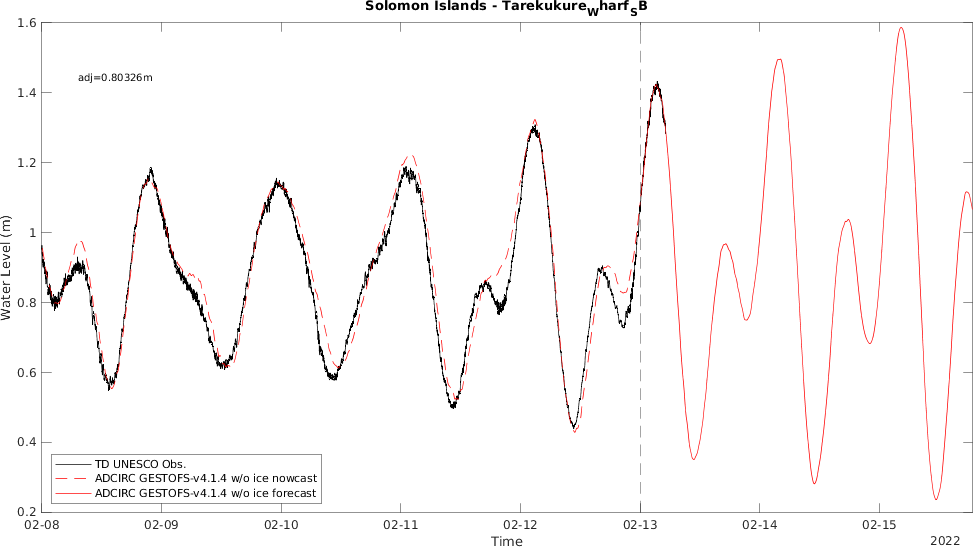 Solomon Islands - TarekukureWharfSB
1.6
1.4
1.2
1
0.8
0.6
0.4
0.2
Water Level (m)
adj=0.80326m
TD UNESCO Obs.
ADCIRC GESTOFS-v4.1.4 w/o ice nowcast
ADCIRC GESTOFS-v4.1.4 w/o ice forecast
02-08 02-09 02-10 02-11 02-12 02-13 02-14 02-15
Time
2022